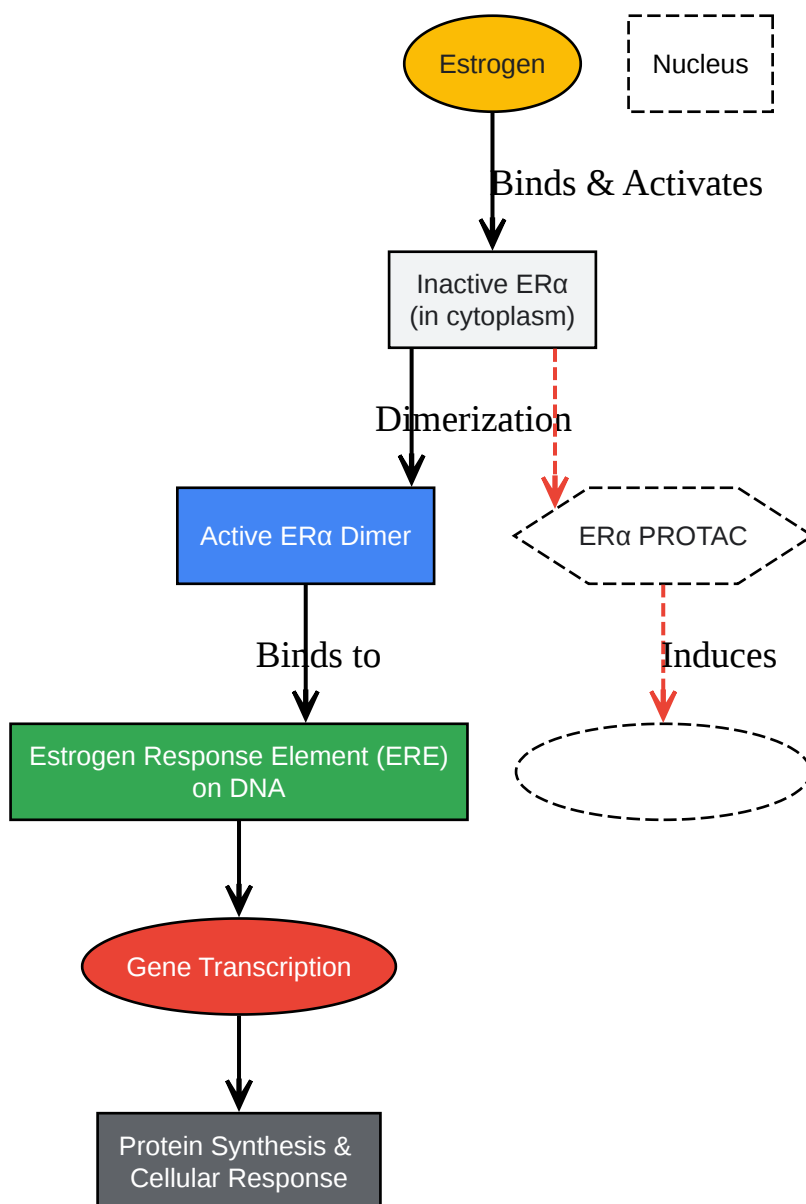 Estrogen
Nucleus
Binds & Activates
Inactive ERα
(in cytoplasm)
Dimerization
Active ERα Dimer
ERα PROTAC
Binds to
Induces
Estrogen Response Element (ERE)
on DNA
Gene Transcription
Protein Synthesis &
Cellular Response